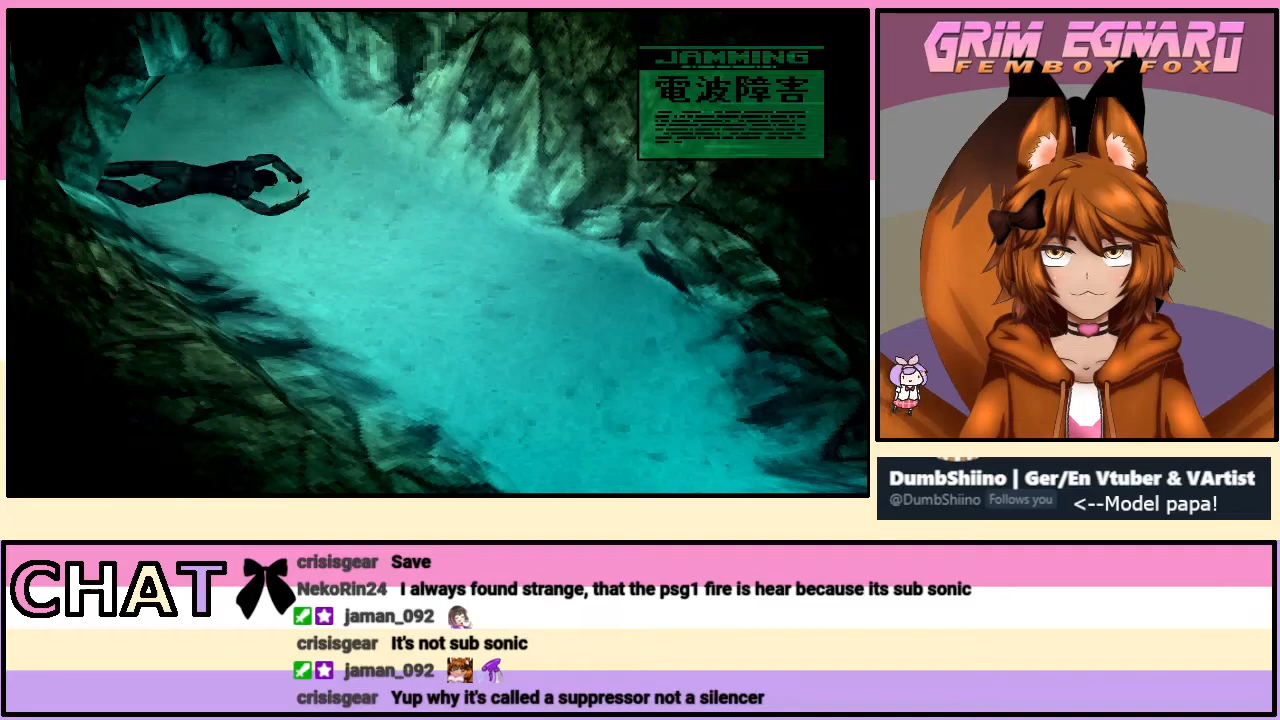 JAMMING
電波障害
GRIM EGNART
FEMBOY FOX
DumbShiino | Ger/En Vtuber & VArtist
@DumbShiino Follows you <--Model papa!
CHAT
crisisgear Save
NekoRin24 I always found strange, that the psg1 fire is hear because its sub sonic
jaman_092
crisisgear It's not sub sonic
jaman_092
crisisgear Yup why it's called a suppressor not a silencer